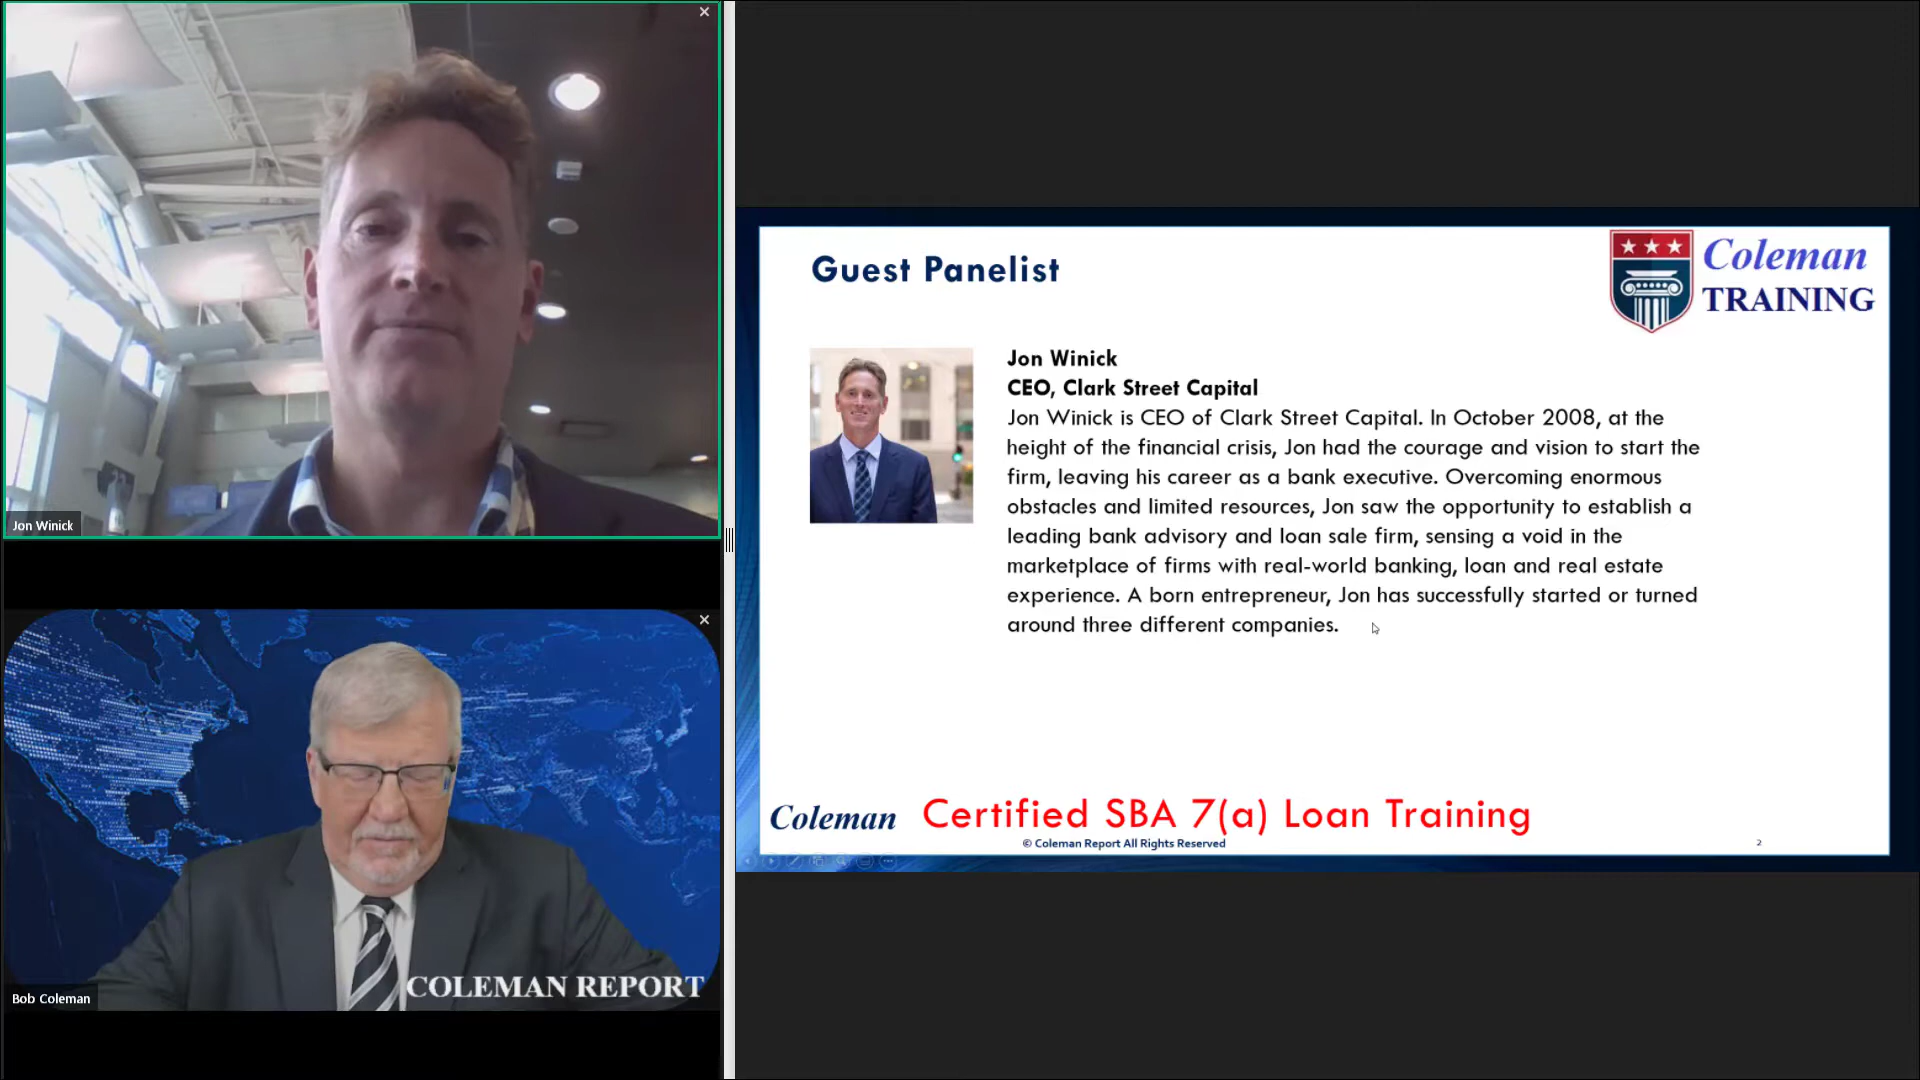 Jon Winick
COLEMAN REPORT
Bob Coleman
Guest Panelist
Coleman
TRAINING
Jon Winick
CEO, Clark Street Capital
Jon Winick is CEO of Clark Street Capital. In October 2008, at the
height of the financial crisis, Jon had the courage and vision to start the
firm, leaving his career as a bank executive. Overcoming enormous
obstacles and limited resources, Jon saw the opportunity to establish a
leading bank advisory and loan sale firm, sensing a void in the
marketplace of firms with real-world banking, loan and real estate
experience. A born entrepreneur, Jon has successfully started or turned
around three different companies.
Coleman Certified SBA 7(a) Loan Training
© Coleman Report All Rights Reserved
2